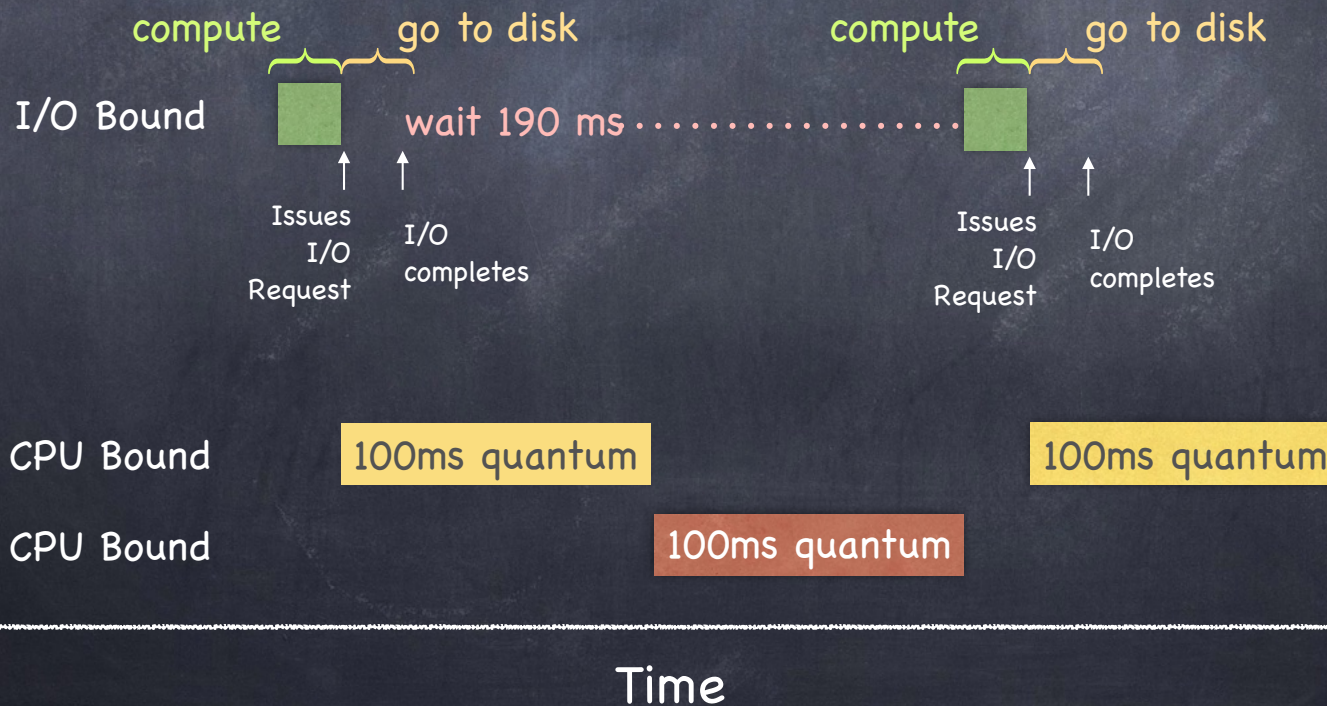 compute
go to disk
compute
go to disk
I/O Bound
wait 190 ms..................
Issues
I/O
Request
I/O
completes
Issues
I/O
Request
I/O
completes
CPU Bound
100ms quantum
100ms quantum
CPU Bound
100ms quantum
Time